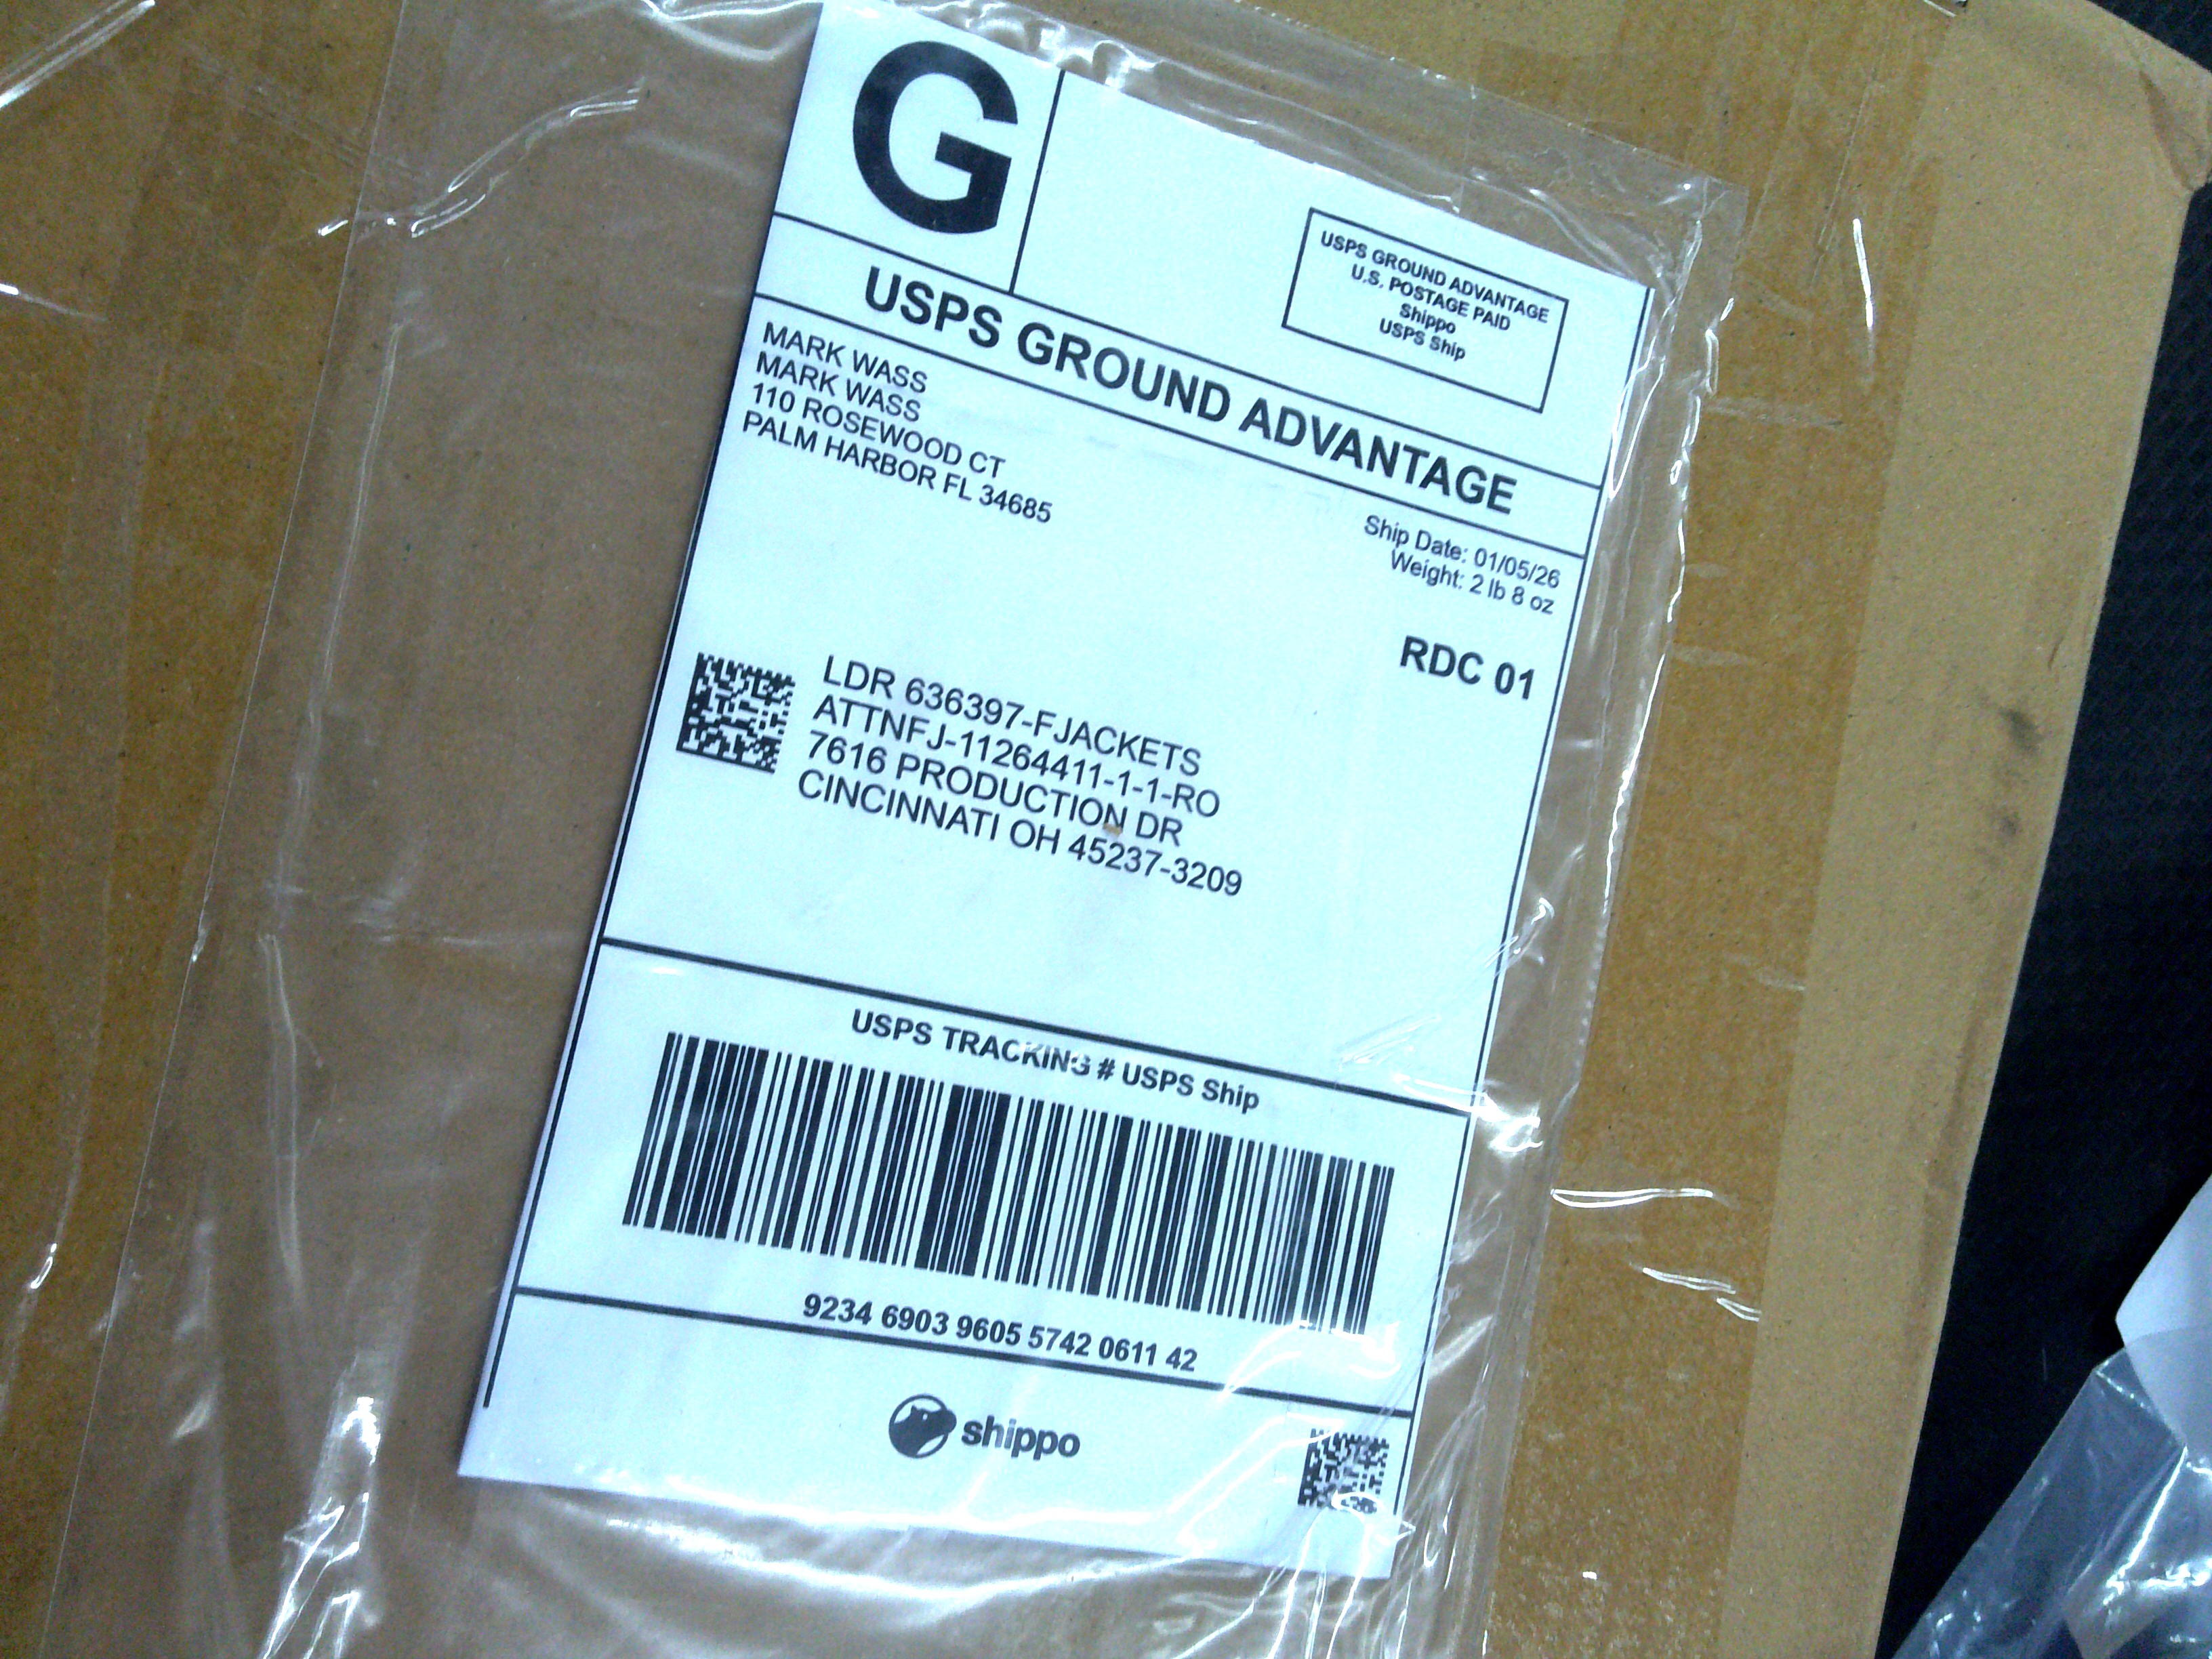 G
USPS GROUND ADVANTAGE
U.S. POSTAGE PAID
Shippo
USPS Ship
USPS GROUND ADVANTAGE
MARK WASS
MARK WASS
110 ROSEWOOD CT
PALM HARBOR FL 34685
Ship Date: 01/05/26
Weight: 2 lb 8 oz
RDC 01
LDR 636397-FJACKETS
ATTNFJ-11264411-1-1-RO
7616 PRODUCTION DR
CINCINNATI OH 45237-3209
USPS TRACKING # USPS Ship
9234 6903 9605 5742 0611 42
shippo